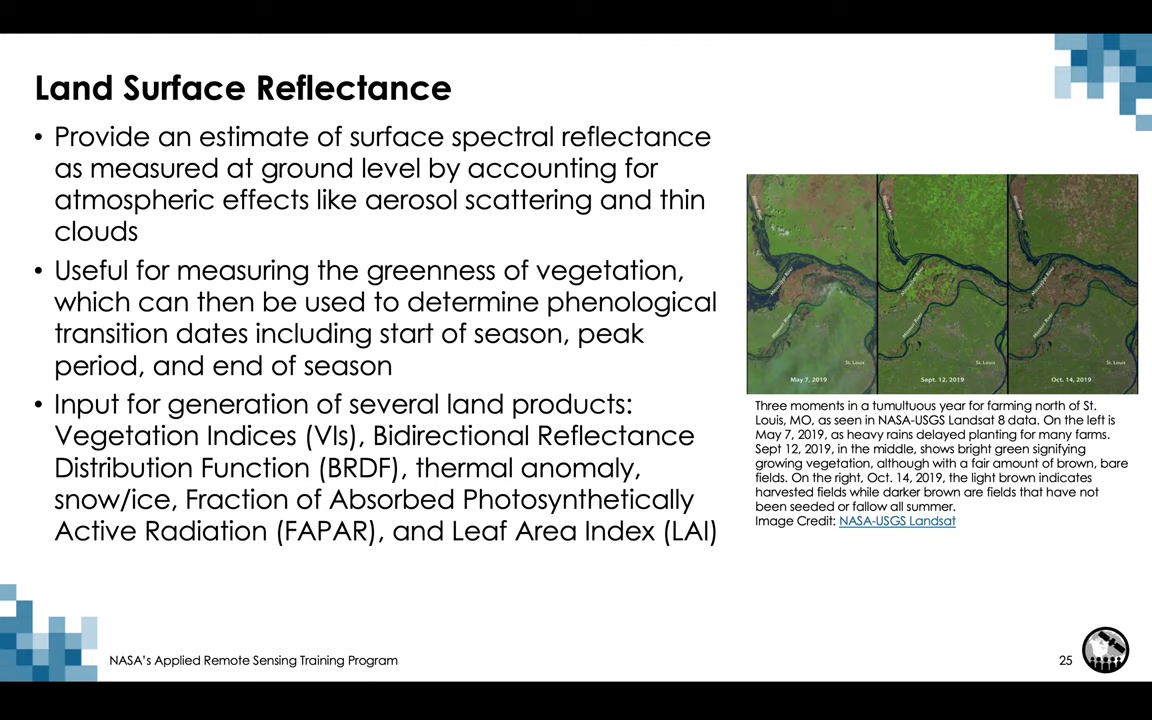 Land Surface Reflectance
• Provide an estimate of surface spectral reflectance
as measured at ground level by accounting for
atmospheric effects like aerosol scattering and thin
clouds
• Useful for measuring the greenness of vegetation,
which can then be used to determine phenological
transition dates including start of season, peak
period, and end of season
• Input for generation of several land products:
Vegetation Indices (VIs), Bidirectional Reflectance
Distribution Function (BRDF), thermal anomaly,
snow/ice, Fraction of Absorbed Photosynthetically
Active Radiation (FAPAR), and Leaf Area Index (LAI)
St. Louis
St. Louis
St. Louis
May 7, 2019
Sept. 12, 2019
Oct. 14, 2019
Three moments in a tumultuous year for farming north of St.
Louis, MO, as seen in NASA-USGS Landsat 8 data. On the left is
May 7, 2019, as heavy rains delayed planting for many farms.
Sept 12, 2019, in the middle, shows bright green signifying
growing vegetation, although with a fair amount of brown, bare
fields. On the right, Oct. 14, 2019, the light brown indicates
harvested fields while darker brown are fields that have not
been seeded or fallow all summer.
Image Credit: NASA-USGS Landsat
NASA's Applied Remote Sensing Training Program
25